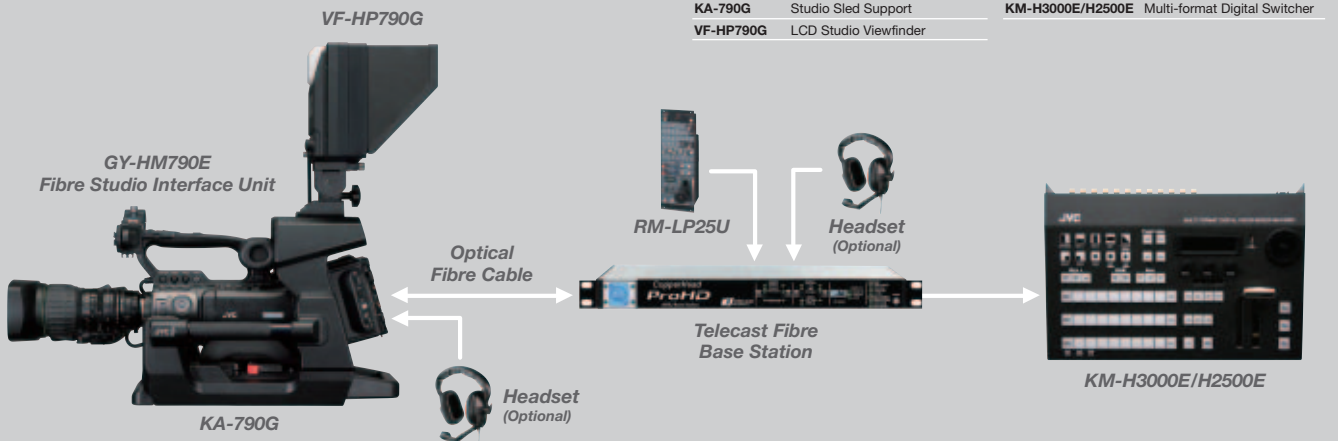 KA-790G Studio Sled Support
VF-HP790G LCD Studio Viewfinder
KM-H3000E/H2500E Multi-format Digital Switcher
VF-HP790G
GY-HM790E
Fibre Studio Interface Unit
Optical
Fibre Cable
RM-LP25U
Headset
(Optional)
JVC
CopperHead
ProHD
Telecast Fibre
Base Station
JVC
KM-H3000E/H2500E
KA-790G
Headset
(Optional)